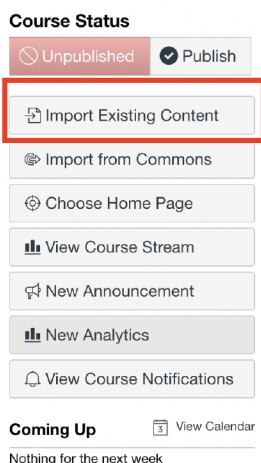 Course Status
Unpublished Publish
Import Existing Content
Import from Commons
Choose Home Page
View Course Stream
New Announcement
New Analytics
View Course Notifications
Coming Up 3 View Calendar
Nothing for the next week